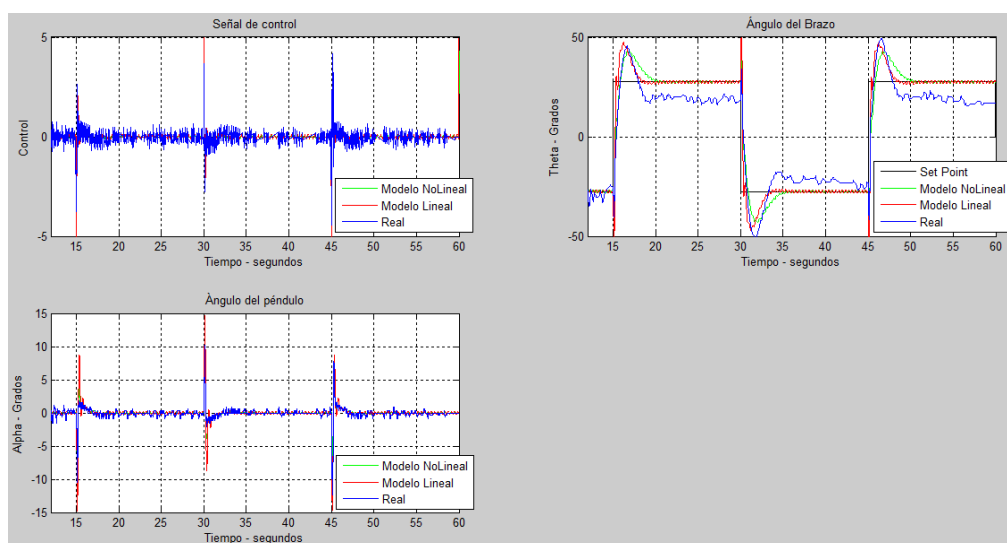 Señal de control
5
0
-5
Control
15 20 25 30 35 40 45 50 55 60
Tiempo - segundos
Modelo NoLineal
Modelo Lineal
Real
Ángulo del Brazo
50
0
-50
Theta - Grados
15 20 25 30 35 40 45 50 55 60
Tiempo - segundos
Set Point
Modelo NoLineal
Modelo Lineal
Real
Àngulo del péndulo
15
10
5
0
-5
-10
-15
Alpha - Grados
15 20 25 30 35 40 45 50 55 60
Tiempo - segundos
Modelo NoLineal
Modelo Lineal
Real